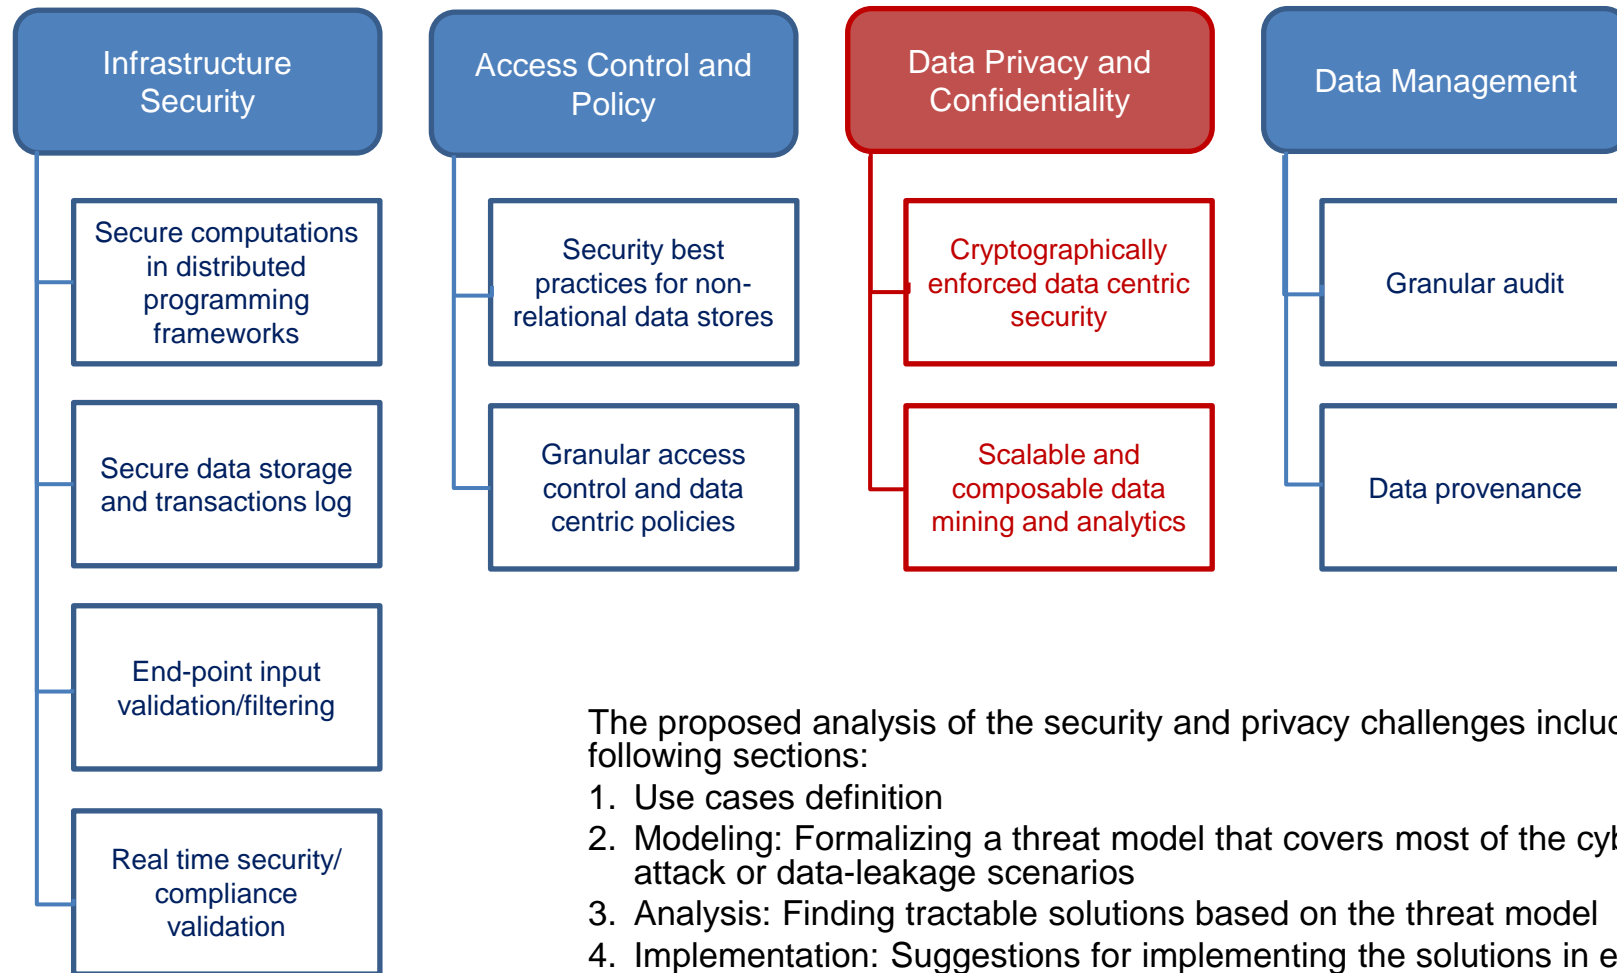 Infrastructure
Security
Access Control and
Policy
Data Privacy and
Confidentiality
Data Management
Secure computations
in distributed
programming
frameworks
Secure data storage
and transactions log
End-point input
validation/filtering
Real time security/
compliance
validation
Security best
practices for non-
relational data stores
Granular access
control and data
centric policies
Cryptographically
enforced data centric
security
Scalable and
composable data
mining and analytics
Granular audit
Data provenance
The proposed analysis of the security and privacy challenges
following sections:
1. Use cases definition
2. Modeling: Formalizing a threat model that covers most of the
attack or data-leakage scenarios
3. Analysis: Finding tractable solutions based on the threat model
4. Implementation: Suggestions for implementing the solutions in